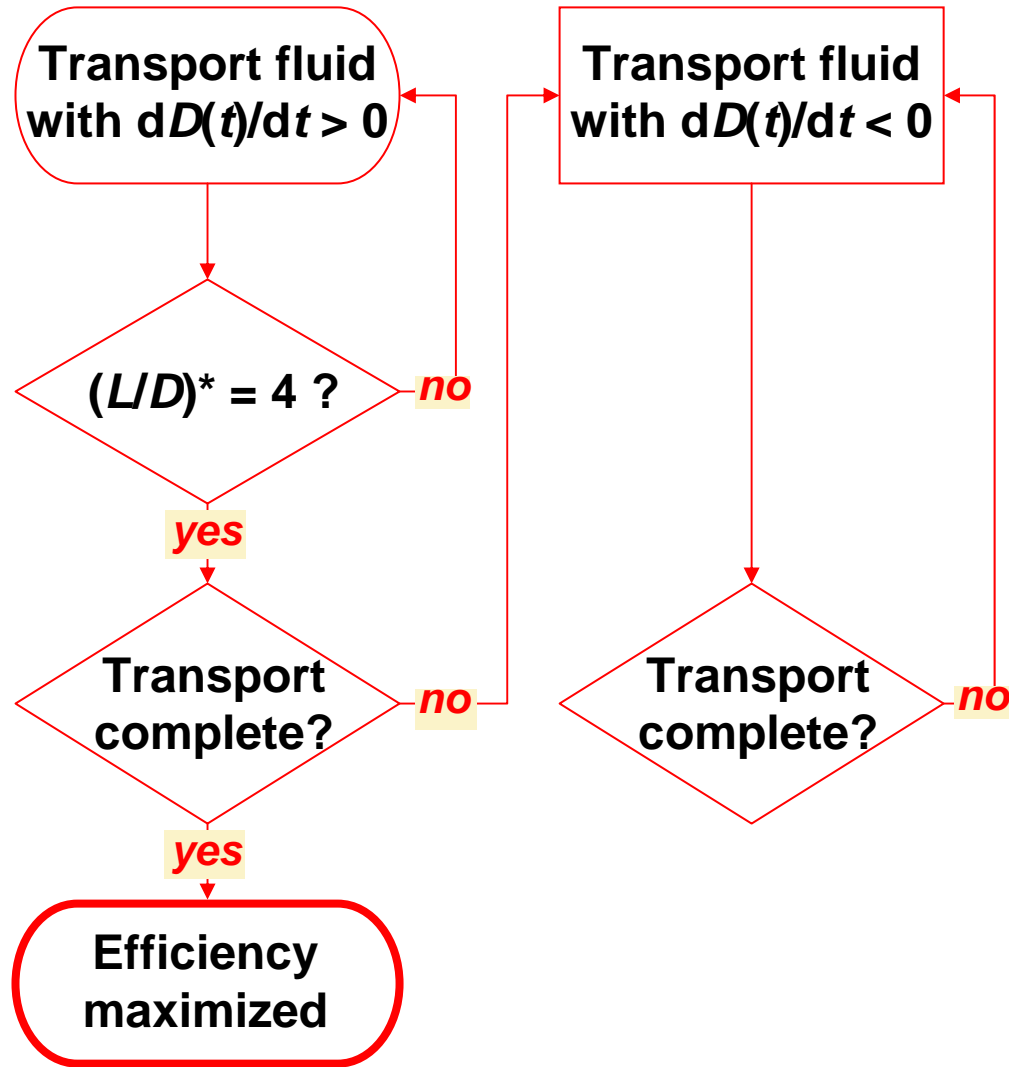 Transport fluid
with dD(t)/dt > 0
(L/D)* = 4 ?
no
yes
Transport
complete?
no
yes
Efficiency
maximized
Transport fluid
with dD(t)/dt < 0
Transport
complete?
no